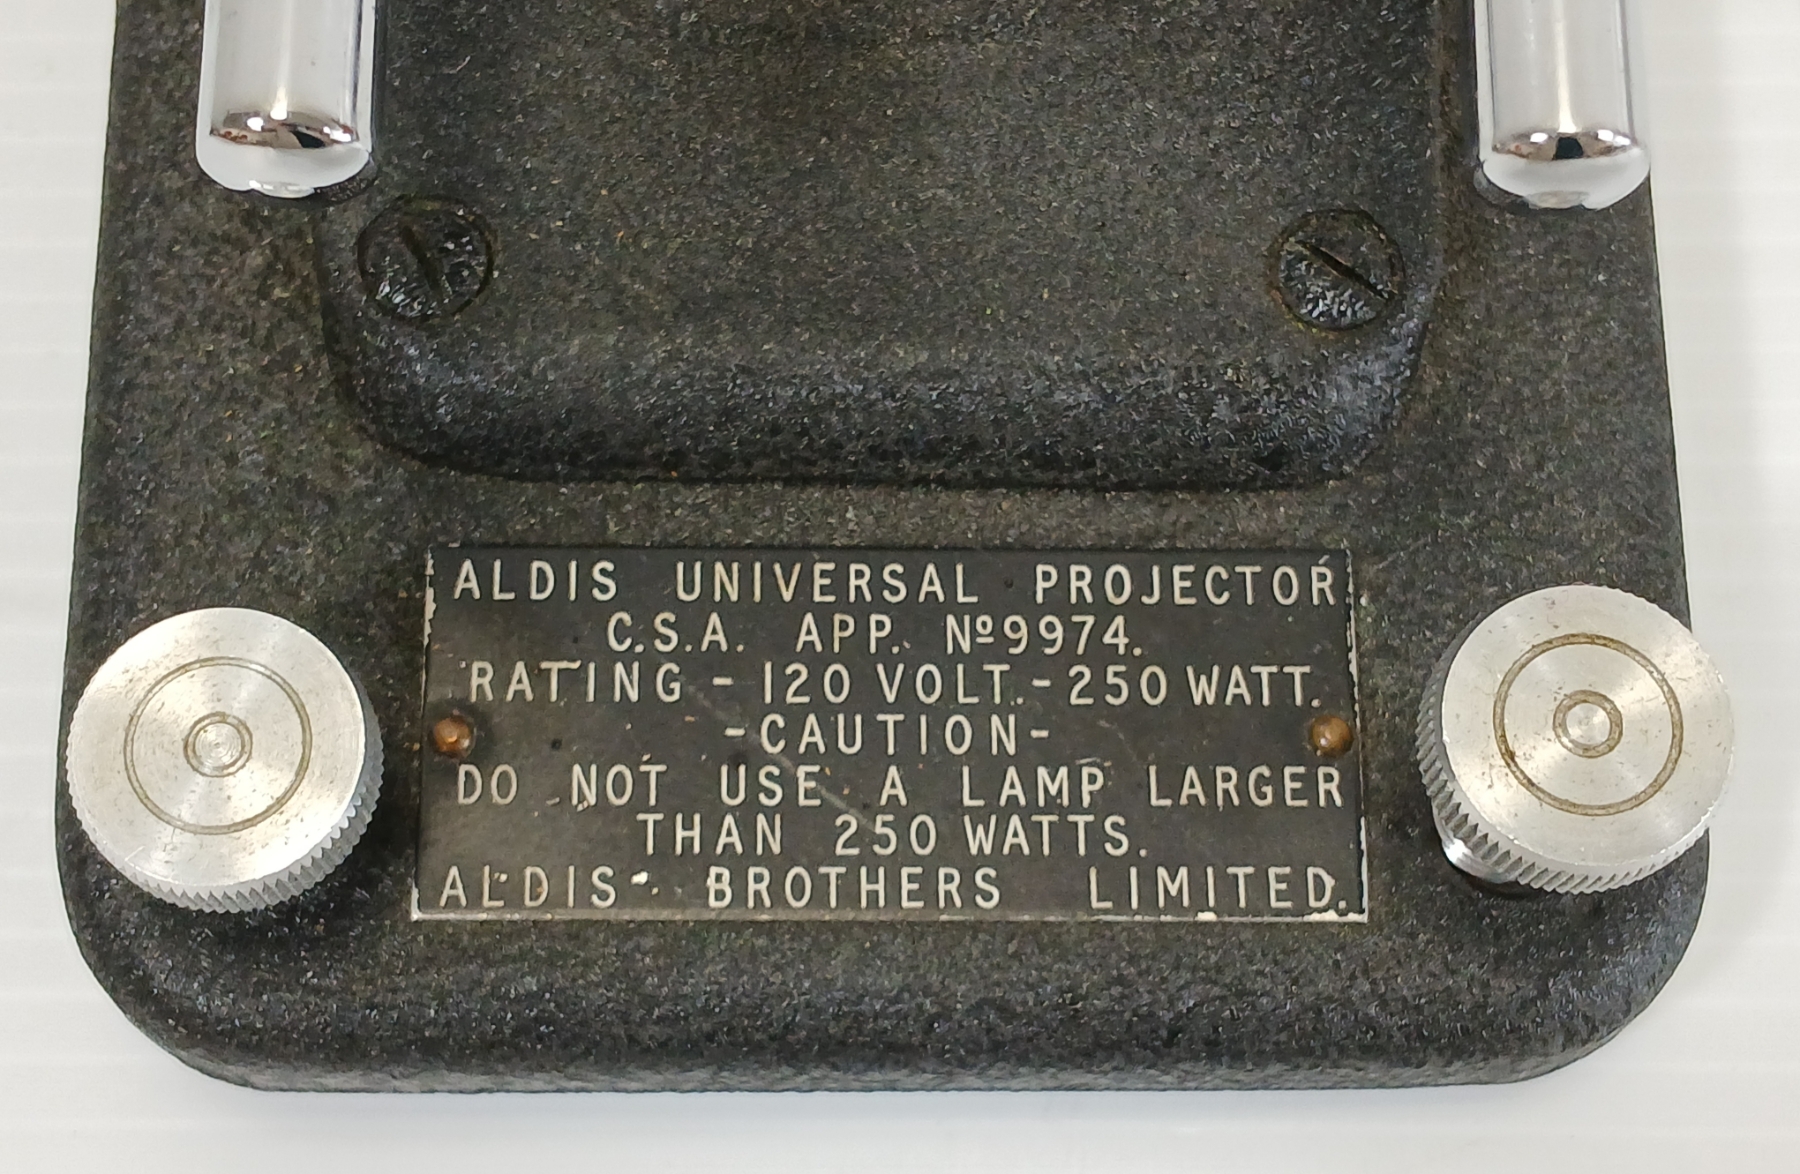 ALDIS UNIVERSAL PROJECTOR
C.S.A. APP. Nº9974.
RATING - 120 VOLT. - 250 WATT.
-CAUTION-
DO NOT USE A LAMP LARGER
THAN 250 WATTS.
ALDIS BROTHERS LIMITED.